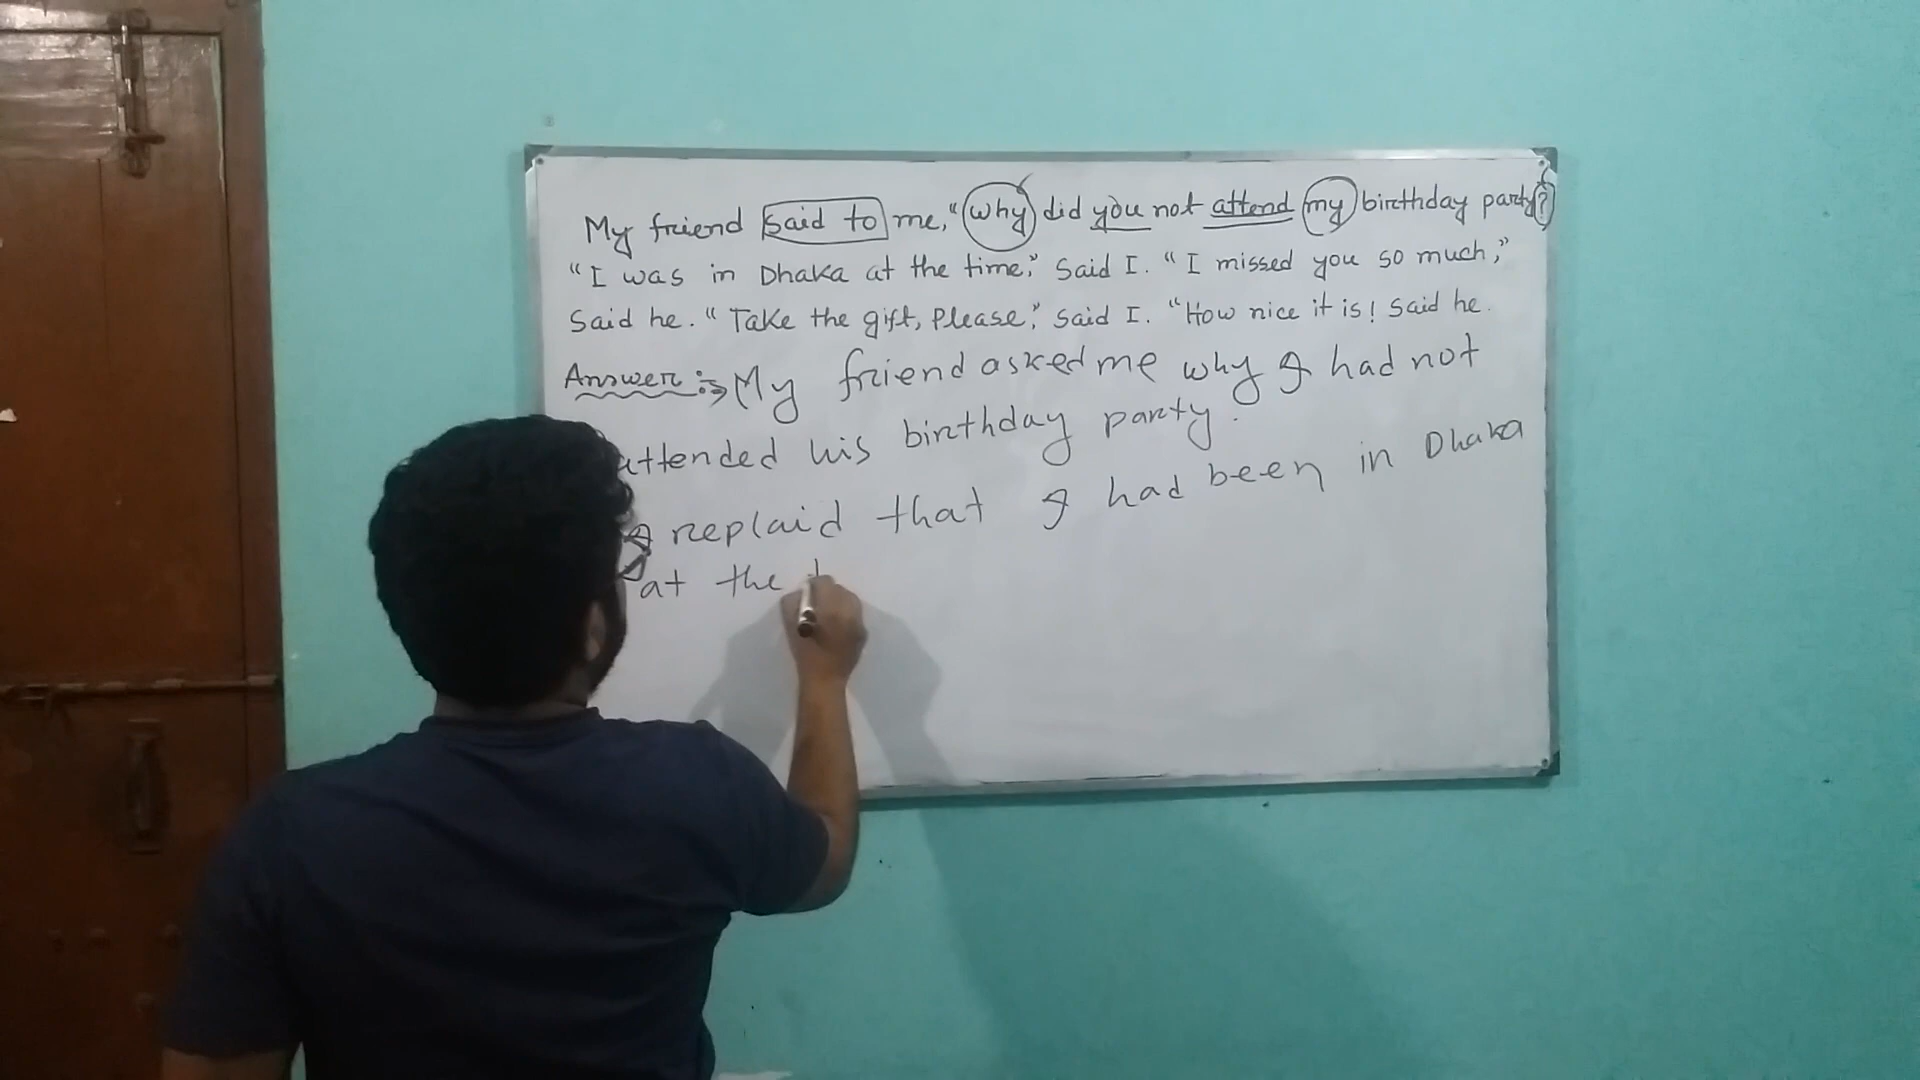 My friend said to me, "why did you not attend my birthday party?
"I was in Dhaka at the time," Said I. "I missed you so much,"
Said he. "Take the gift, Please," said I. "How nice it is! Said he.
Answer :⇒ My friend asked me why I had not
attended his birthday party.
I replaid that I had been in Dhaka
at the t